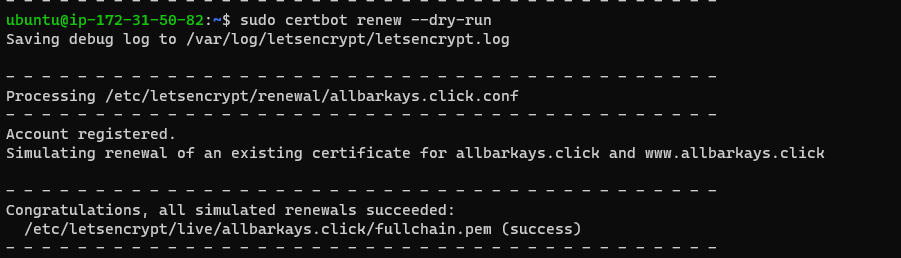 - - - - - - - - - - - - - - - - - - - - - - - - - - - - - - - - - - - - - - - -
ubuntu@ip-172-31-50-82:~$ sudo certbot renew --dry-run
Saving debug log to /var/log/letsencrypt/letsencrypt.log
- - - - - - - - - - - - - - - - - - - - - - - - - - - - - - - - - - - - - - - -
Processing /etc/letsencrypt/renewal/allbarkays.click.conf
- - - - - - - - - - - - - - - - - - - - - - - - - - - - - - - - - - - - - - - -
Account registered.
Simulating renewal of an existing certificate for allbarkays.click and www.allbarkays.click
- - - - - - - - - - - - - - - - - - - - - - - - - - - - - - - - - - - - - - - -
Congratulations, all simulated renewals succeeded:
  /etc/letsencrypt/live/allbarkays.click/fullchain.pem (success)
- - - - - - - - - - - - - - - - - - - - - - - - - - - - - - - - - - - - - - - -